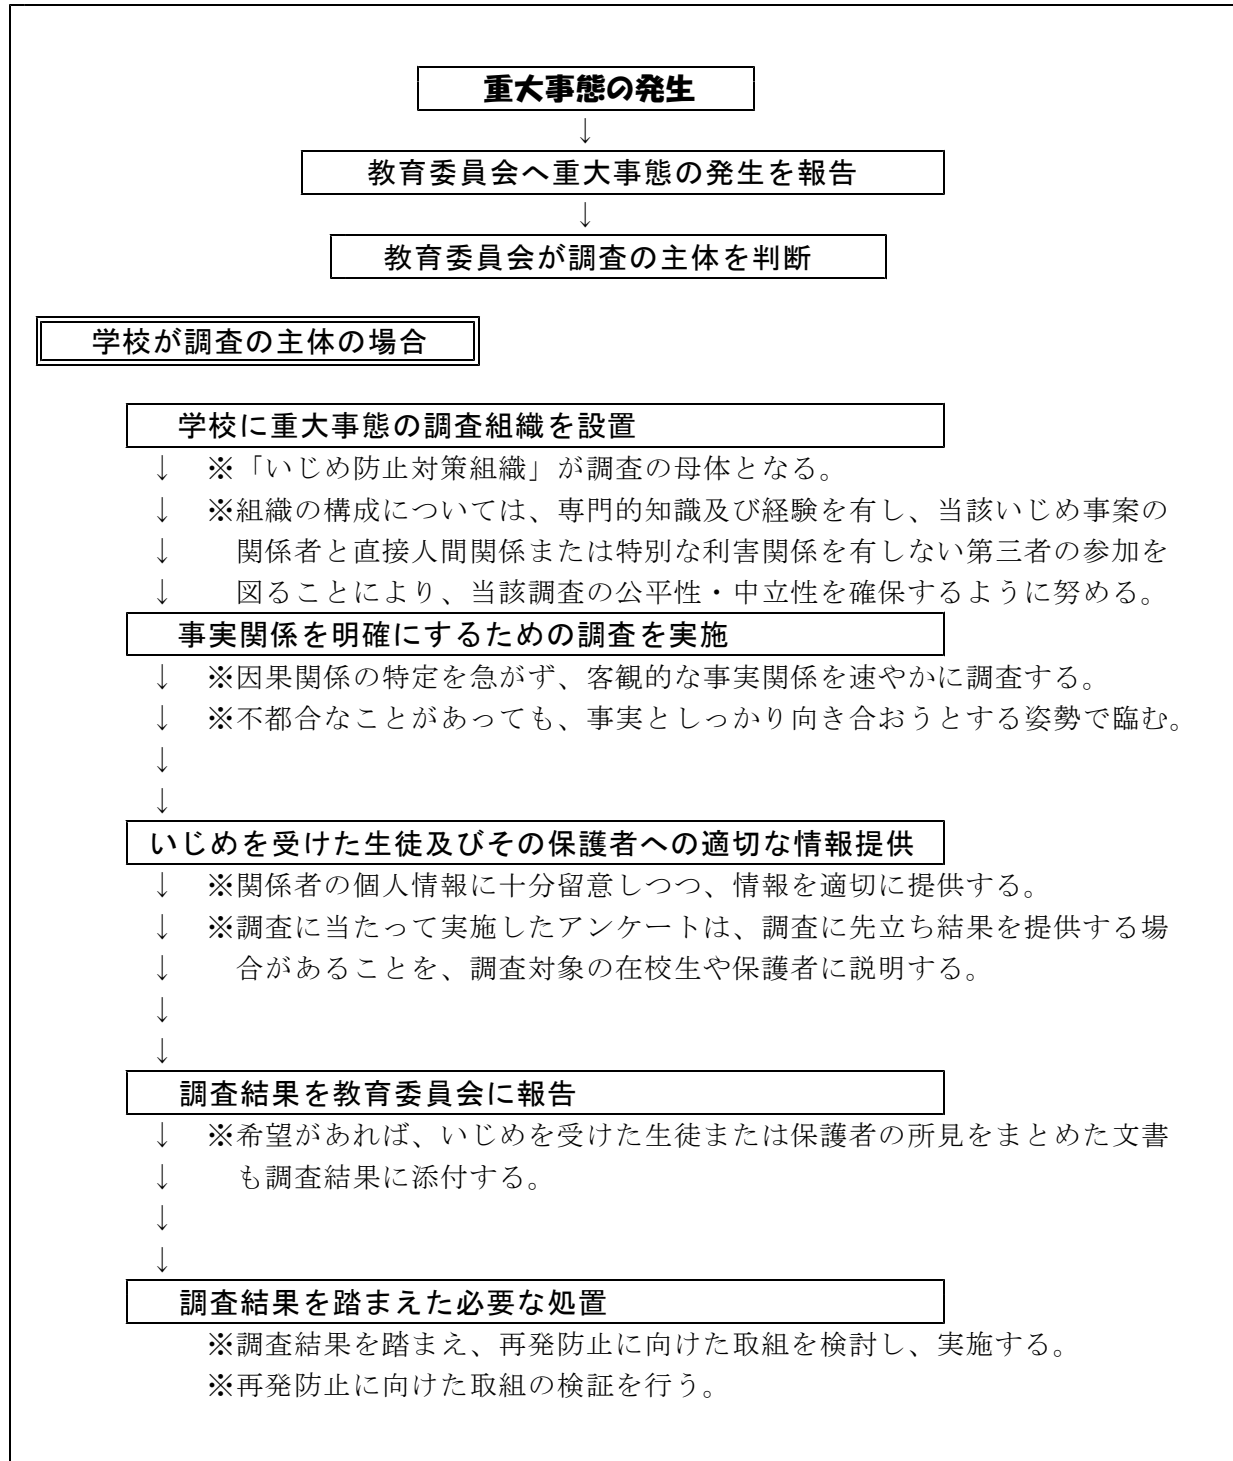 重大事態の発生
↓
教育委員会へ重大事態の発生を報告
↓
教育委員会が調査の主体を判断
学校が調査の主体の場合
学校に重大事態の調査組織を設置
↓ ※「いじめ防止対策組織」が調査の母体となる。
↓ ※組織の構成については、専門的知識及び経験を有し、当該いじめ事案の
↓ 関係者と直接人間関係または特別な利害関係を有しない第三者の参加を
↓ 図ることにより、当該調査の公平性・中立性を確保するように努める。
事実関係を明確にするための調査を実施
↓ ※因果関係の特定を急がず、客観的な事実関係を速やかに調査する。
↓ ※不都合なことがあっても、事実としっかり向き合おうとする姿勢で臨む。
↓
↓
いじめを受けた生徒及びその保護者への適切な情報提供
↓ ※関係者の個人情報に十分留意しつつ、情報を適切に提供する。
↓ ※調査に当たって実施したアンケートは、調査に先立ち結果を提供する場
↓ 合があることを、調査対象の在校生や保護者に説明する。
↓
↓
調査結果を教育委員会に報告
↓ ※希望があれば、いじめを受けた生徒または保護者の所見をまとめた文書
↓ も調査結果に添付する。
↓
↓
調査結果を踏まえた必要な処置
※調査結果を踏まえ、再発防止に向けた取組を検討し、実施する。
※再発防止に向けた取組の検証を行う。